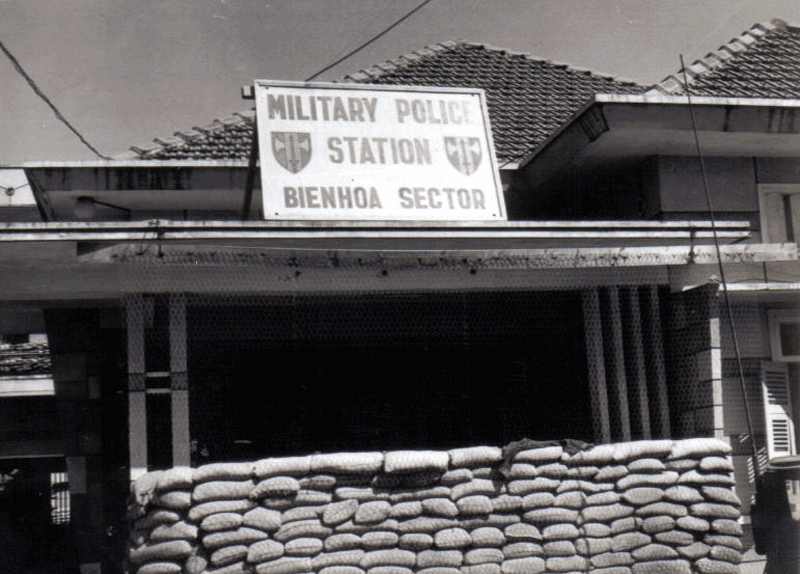 MILITARY POLICE
STATION
BIENHOA SECTOR